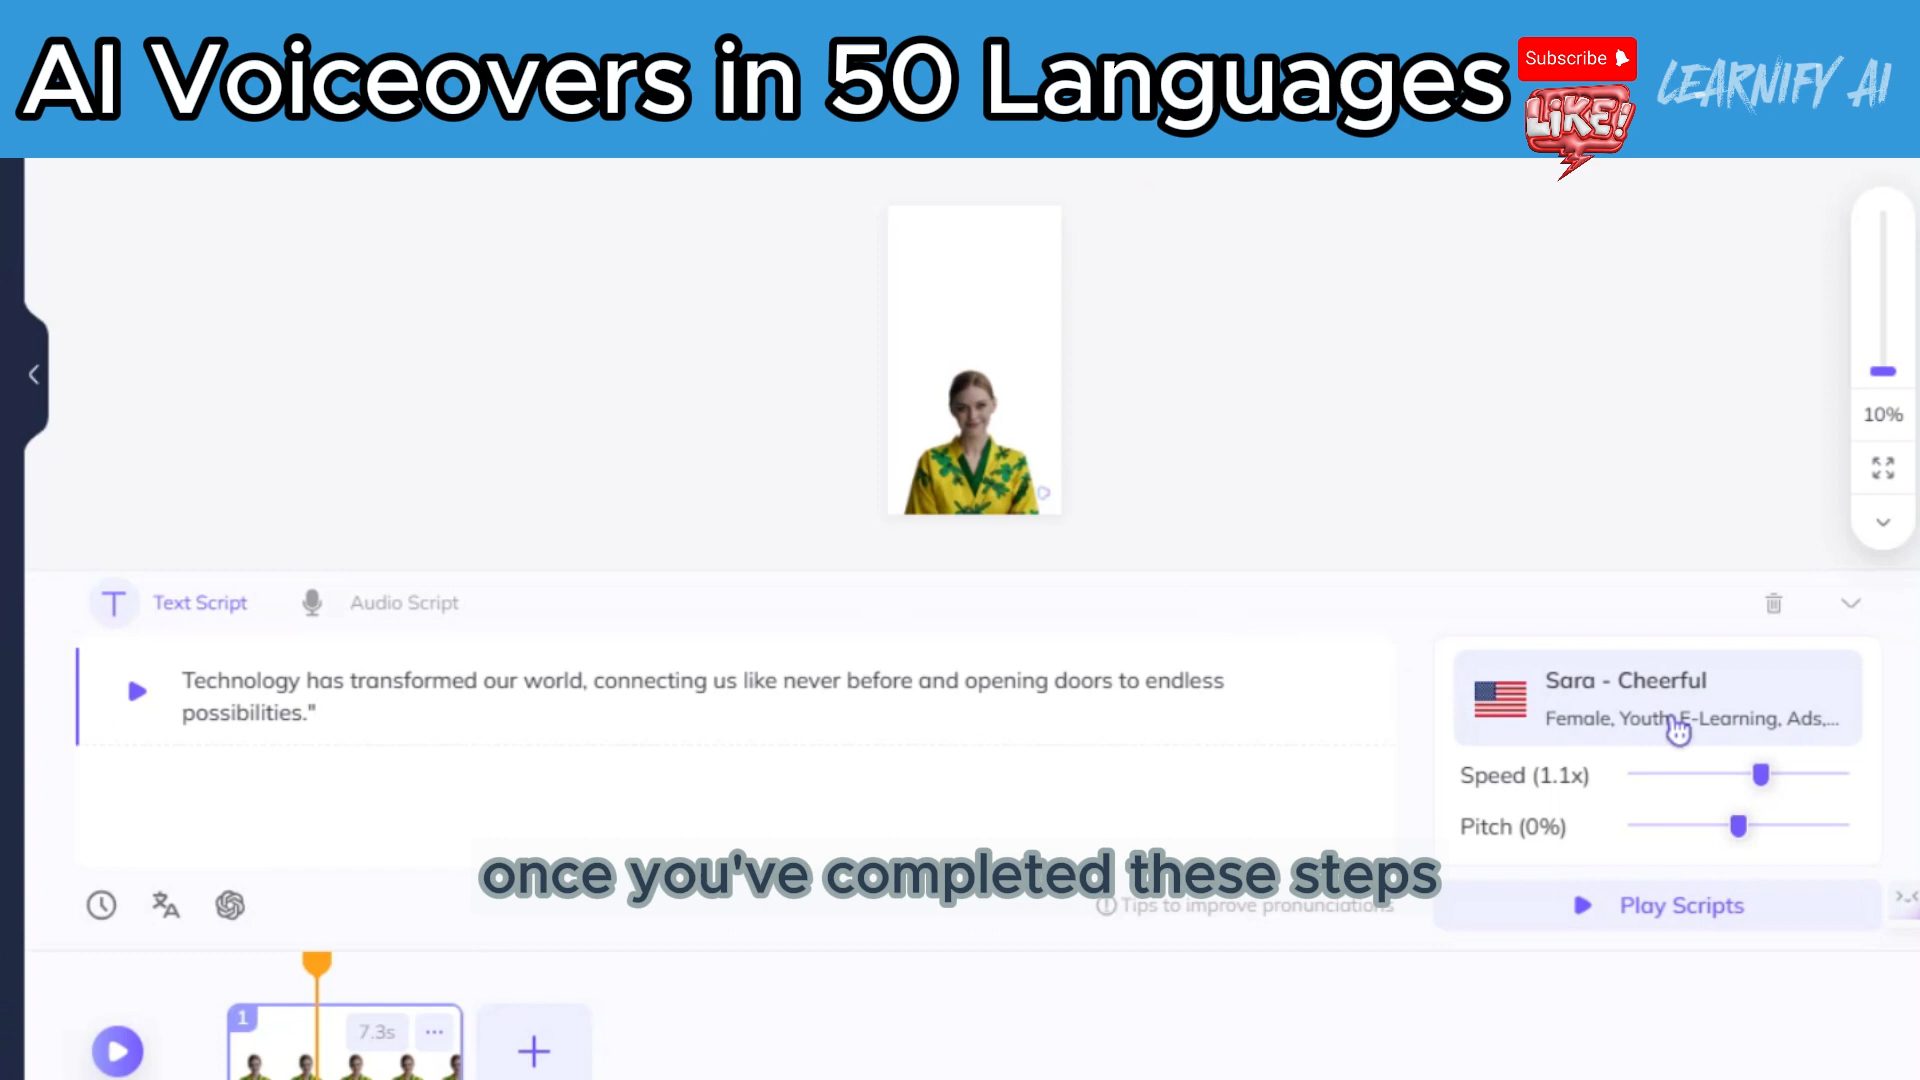 AI Voiceovers in 50 Languages
Subscribe
LIKE!
LEARNIFY AI
10%
Text Script
Audio Script
Technology has transformed our world, connecting us like never before and opening doors to endless
possibilities."
Sara - Cheerful
Female, Youth, E-Learning, Ads,...
Speed (1.1x)
Pitch (0%)
once you've completed these steps
Tips to improve pronunciations
Play Scripts
1
7.3s